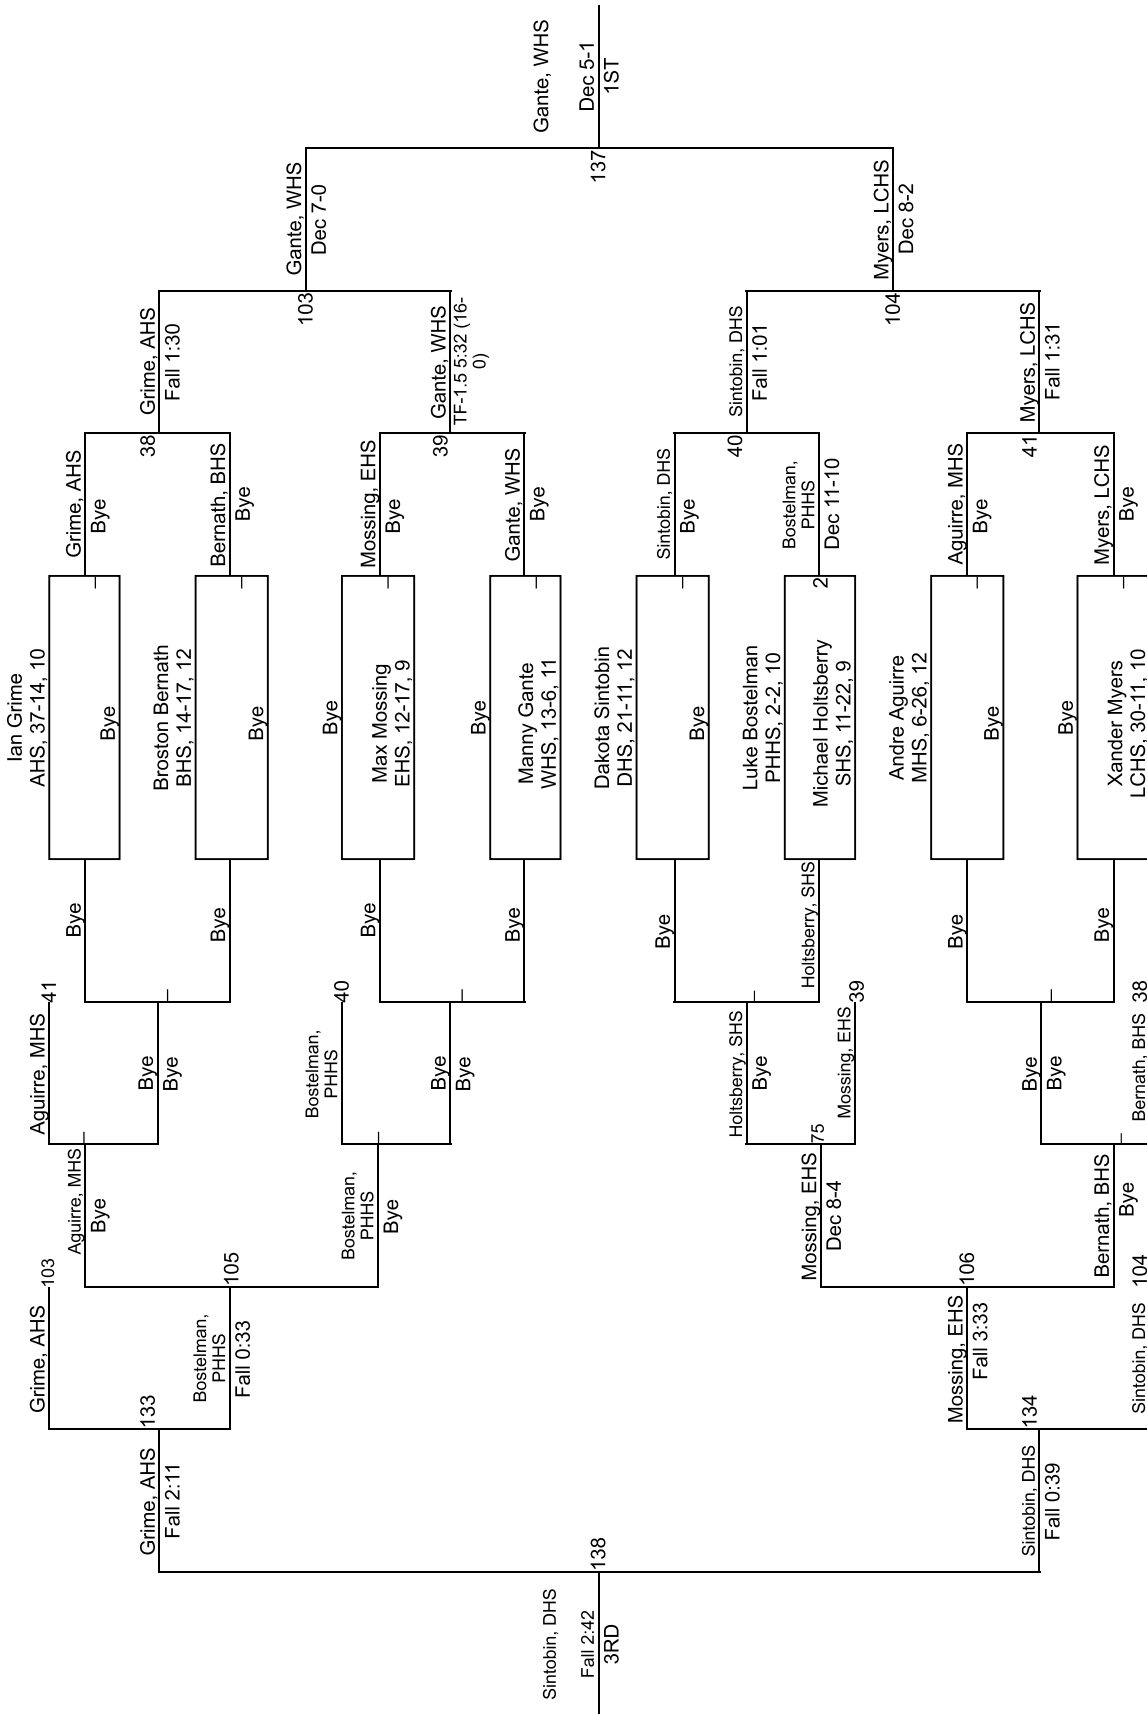 Gante, WHS
Dec 5-1
1ST
137
Gante, WHS
Dec 7-0
Myers, LCHS
Dec 8-2
103
104
Grime, AHS
Fall 1:30
Gante, WHS
TF-1.5 5:32 (16-
0)
Sintobin, DHS
Fall 1:01
Myers, LCHS
Fall 1:31
38
39
40
41
Grime, AHS
Bye
Bernath, BHS
Bye
Mossing, EHS
Bye
Gante, WHS
Bye
Sintobin, DHS
Bye
Bostelman,
PHHS
Dec 11-10
Aguirre, MHS
Bye
Myers, LCHS
Bye
Ian Grime
AHS, 37-14, 10
Bye
Broston Bernath
BHS, 14-17, 12
Bye
Bye
Max Mossing
EHS, 12-17, 9
Bye
Manny Gante
WHS, 13-6, 11
Dakota Sintobin
DHS, 21-11, 12
Bye
Luke Bostelman
PHHS, 2-2, 10
2
Michael Holtsberry
SHS, 11-22, 9
Andre Aguirre
MHS, 6-26, 12
Bye
Bye
Xander Myers
LCHS, 30-11, 10
Bye
Bye
Bye
Bye
Bye
Holtsberry, SHS
Bye
Bye
Aguirre, MHS
41
Bye
Bye
Bostelman,
PHHS
40
Bye
Bye
Holtsberry, SHS
Bye
Mossing, EHS
39
Bye
Bye
Bernath, BHS
38
Aguirre, MHS
Bye
Bostelman,
PHHS
Bye
75
Mossing, EHS
Dec 8-4
Bernath, BHS
Bye
Grime, AHS
103
105
Bostelman,
PHHS
Fall 0:33
106
Mossing, EHS
Fall 3:33
Sintobin, DHS
104
133
Grime, AHS
Fall 2:11
134
Sintobin, DHS
Fall 0:39
138
Sintobin, DHS
Fall 2:42
3RD